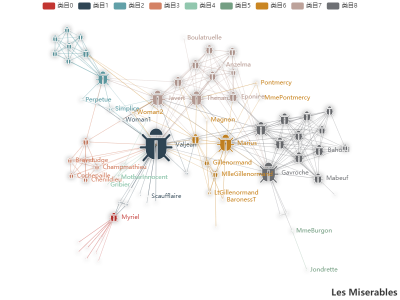 类目0 类目1 类目2 类目3 类目4 类目5 类目6 类目7 类目8
Boulatruelle
Anzelma
Pontmercy
Perpetue
Javert
Thenardier
Eponine
MmePontmercy
Simplice
Woman2
Woman1
Magnon
Valjean
Marius
Bahorel
Brevet
Judge
Champmathieu
Gillenormand
Cochepaille
Chenildieu
MotherInnocent
MlleGillenormand
Gavroche
Mabeuf
Gribier
Scaufflaire
LtGillenormand
BaronessT
Myriel
MmeBurgon
Jondrette
Les Miserables